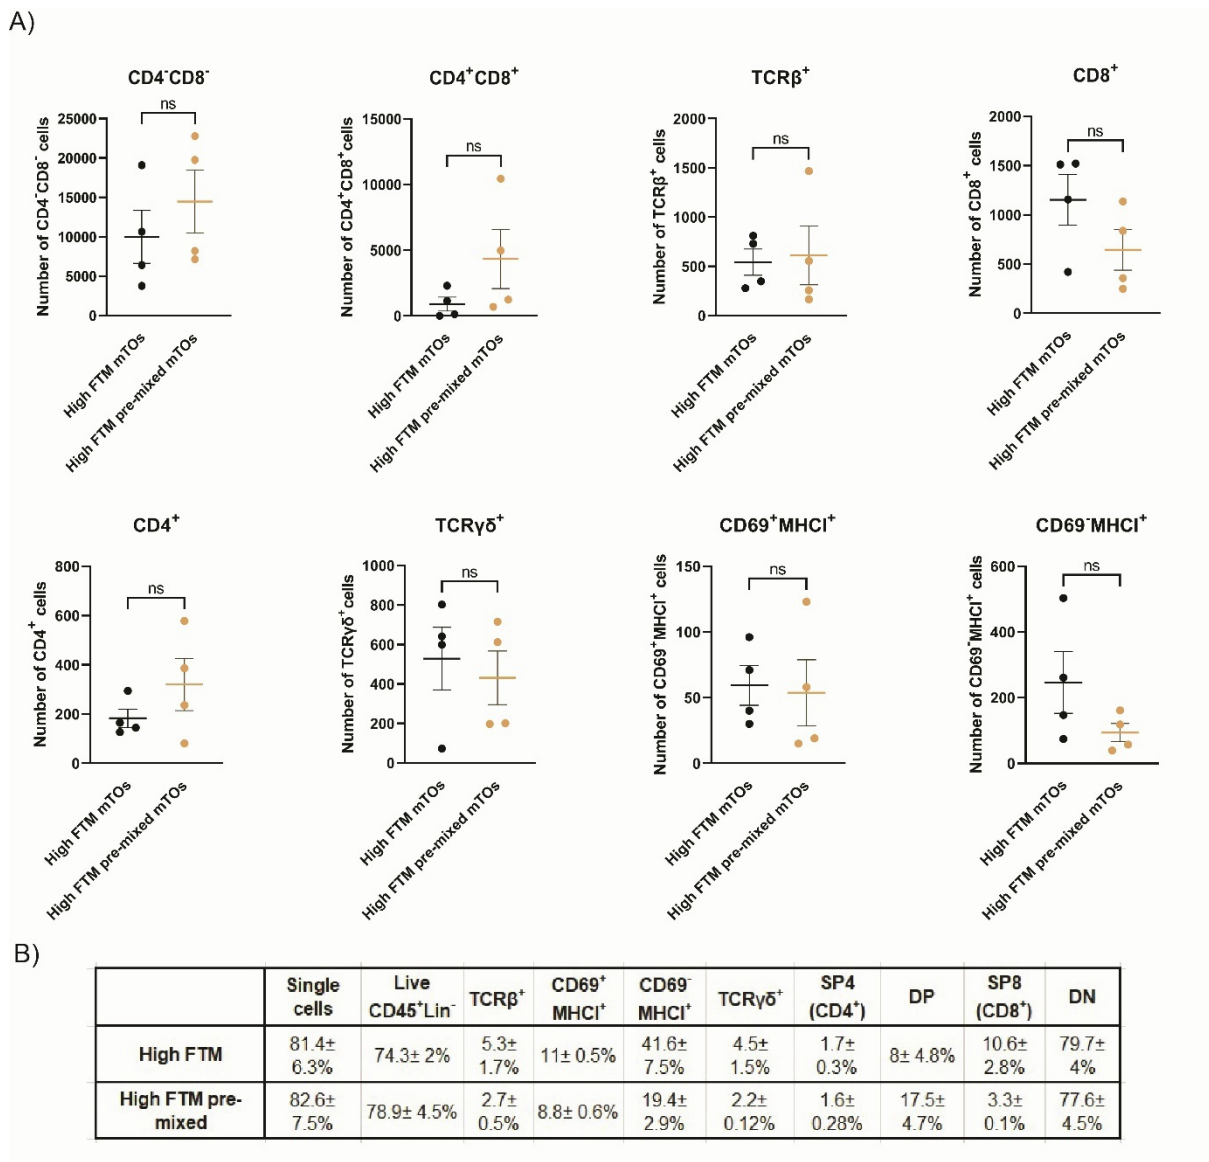 A)
CD4⁻CD8⁻
ns
Number of CD4⁻CD8⁻ cells
25000
20000
15000
10000
5000
0
High FTM mTOs
High FTM pre-mixed mTOs
CD4⁺CD8⁺
ns
Number of CD4⁺CD8⁺ cells
15000
10000
5000
0
High FTM mTOs
High FTM pre-mixed mTOs
TCRβ⁺
ns
Number of TCRβ⁺ cells
2000
1500
1000
500
0
High FTM mTOs
High FTM pre-mixed mTOs
CD8⁺
ns
Number of CD8⁺ cells
2000
1500
1000
500
0
High FTM mTOs
High FTM pre-mixed mTOs
CD4⁺
ns
Number of CD4⁺ cells
800
600
400
200
0
High FTM mTOs
High FTM pre-mixed mTOs
TCRγδ⁺
ns
Number of TCRγδ⁺ cells
1000
800
600
400
200
0
High FTM mTOs
High FTM pre-mixed mTOs
CD69⁺MHCI⁺
ns
Number of CD69⁺MHCI⁺ cells
150
100
50
0
High FTM mTOs
High FTM pre-mixed mTOs
CD69⁻MHCI⁺
ns
Number of CD69⁻MHCI⁺ cells
600
400
200
0
High FTM mTOs
High FTM pre-mixed mTOs
B)
Single cells
Live CD45⁺Lin⁻
TCRβ⁺
CD69⁺ MHCI⁺
CD69⁻ MHCI⁺
TCRγδ⁺
SP4 (CD4⁺)
DP
SP8 (CD8⁺)
DN
High FTM
81.4± 6.3%
74.3± 2%
5.3± 1.7%
11± 0.5%
41.6± 7.5%
4.5± 1.5%
1.7± 0.3%
8± 4.8%
10.6± 2.8%
79.7± 4%
High FTM pre-mixed
82.6± 7.5%
78.9± 4.5%
2.7± 0.5%
8.8± 0.6%
19.4± 2.9%
2.2± 0.12%
1.6± 0.28%
17.5± 4.7%
3.3± 0.1%
77.6± 4.5%